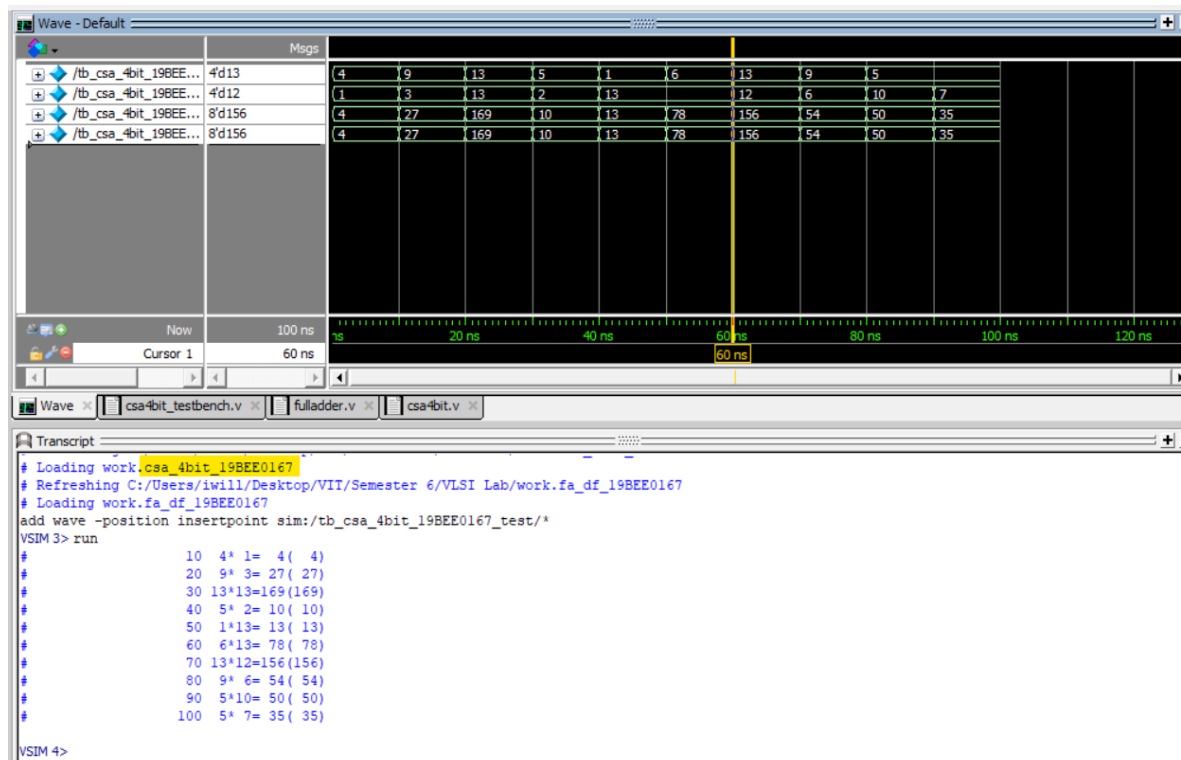 Wave - Default
Msgs
/tb_csa_4bit_19BEE... 4'd13 4 9 13 5 1 6 13 9 5
/tb_csa_4bit_19BEE... 4'd12 1 3 13 2 13 12 6 10 7
/tb_csa_4bit_19BEE... 8'd156 4 27 169 10 13 78 156 54 50 35
/tb_csa_4bit_19BEE... 8'd156 4 27 169 10 13 78 156 54 50 35
Now 100 ns ns 20 ns 40 ns 60 ns 80 ns 100 ns 120 ns
Cursor 1 60 ns 60 ns
Wave csa4bit_testbench.v fulladder.v csa4bit.v
Transcript
# Loading work.csa_4bit_19BEE0167
# Refreshing C:/Users/iwill/Desktop/VIT/Semester 6/VLSI Lab/work.fa_df_19BEE0167
# Loading work.fa_df_19BEE0167
add wave -position insertpoint sim:/tb_csa_4bit_19BEE0167_test/*
VSIM 3> run
# 10 4* 1= 4( 4)
# 20 9* 3= 27( 27)
# 30 13*13=169(169)
# 40 5* 2= 10( 10)
# 50 1*13= 13( 13)
# 60 6*13= 78( 78)
# 70 13*12=156(156)
# 80 9* 6= 54( 54)
# 90 5*10= 50( 50)
# 100 5* 7= 35( 35)
VSIM 4>